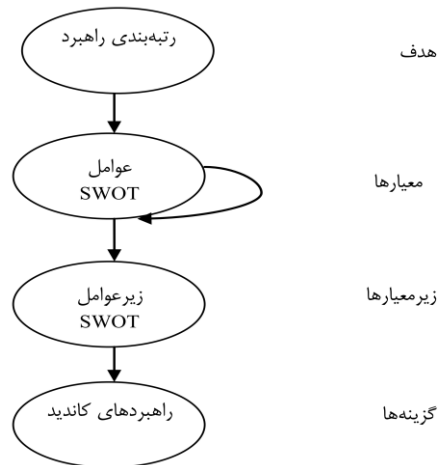 رتبه‌بندی راهبرد
هدف
عوامل
SWOT
معیارها
زیرعوامل
SWOT
زیرمعیارها
راهبردهای کاندید
گزینه‌ها